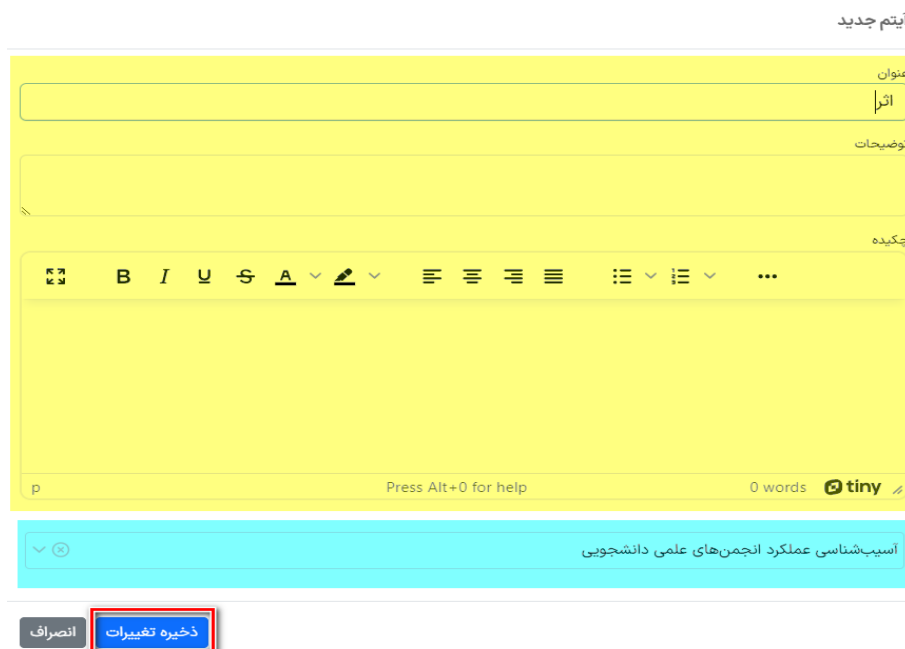 آیتم جدید
عنوان
اثر
توضیحات
چکیده
B I U S A
p Press Alt+0 for help 0 words tiny
آسیب‌شناسی عملکرد انجمن‌های علمی دانشجویی
ذخیره تغییرات انصراف